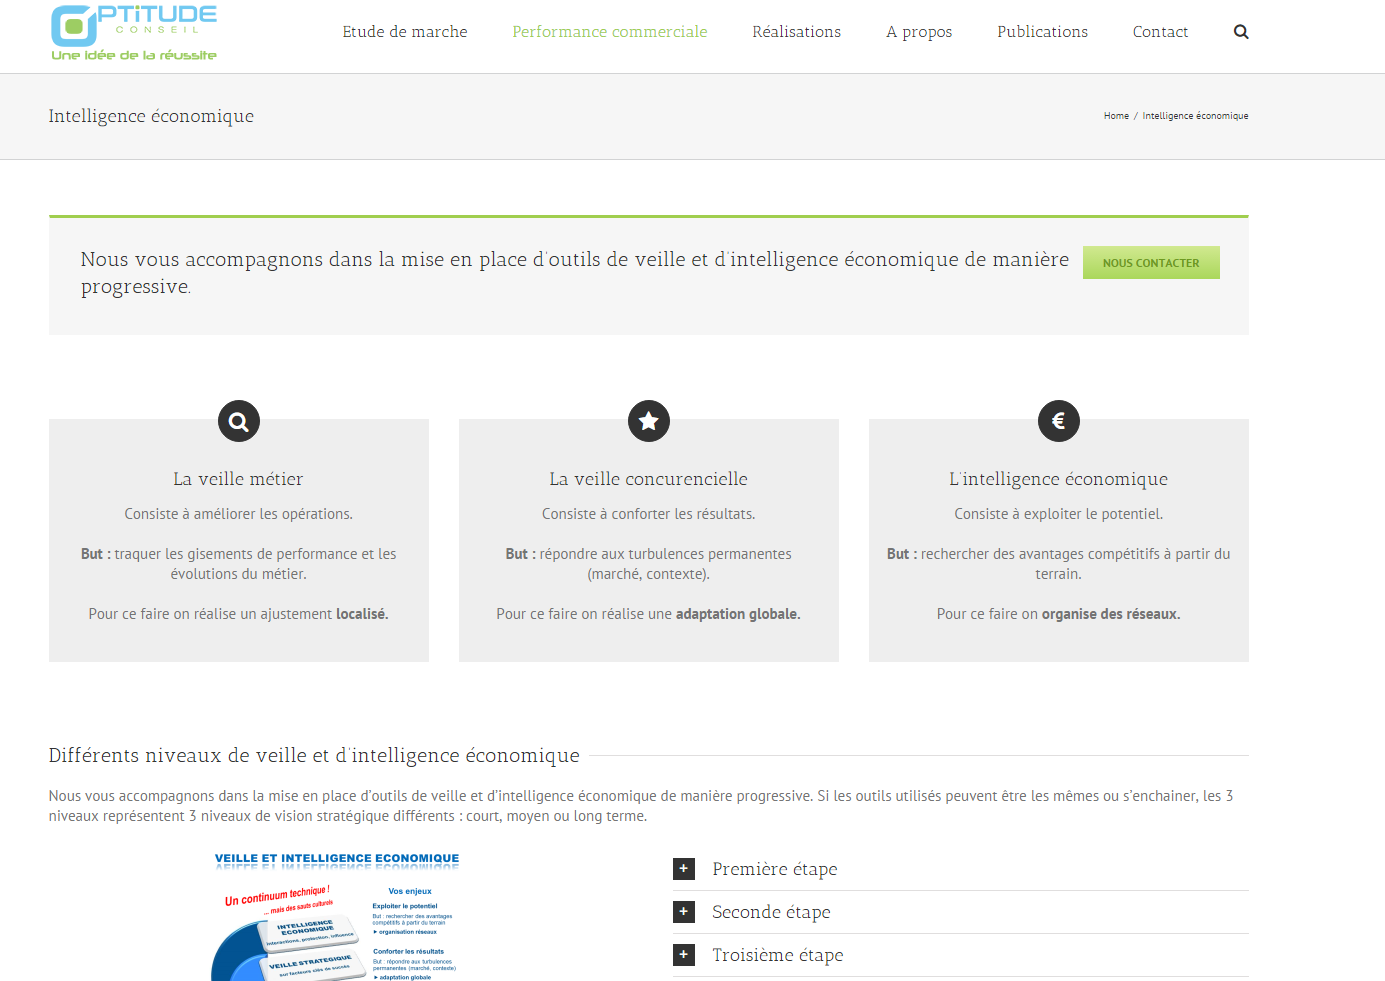 OPTITUDE
CONSEIL
Une idée de la réussite
Etude de marche
Performance commerciale
Réalisations
A propos
Publications
Contact
Intelligence économique
Home / Intelligence économique
Nous vous accompagnons dans la mise en place d'outils de veille et d'intelligence économique de manière
progressive.
NOUS CONTACTER
La veille métier
Consiste à améliorer les opérations.
But : traquer les gisements de performance et les
évolutions du métier.
Pour ce faire on réalise un ajustement localisé.
La veille concurencielle
Consiste à conforter les résultats.
But : répondre aux turbulences permanentes
(marché, contexte).
Pour ce faire on réalise une adaptation globale.
€
L'intelligence économique
Consiste à exploiter le potentiel.
But : rechercher des avantages compétitifs à partir du
terrain.
Pour ce faire on organise des réseaux.
Différents niveaux de veille et d'intelligence économique
Nous vous accompagnons dans la mise en place d'outils de veille et d'intelligence économique de manière progressive. Si les outils utilisés peuvent être les mêmes ou s'enchainer, les 3
niveaux représentent 3 niveaux de vision stratégique différents : court, moyen ou long terme.
VEILLE ET INTELLIGENCE ECONOMIQUE
Un continuum technique !
... mais des sauts culturels
INTELLIGENCE
ECONOMIQUE
interactions, protection, influence
VEILLE STRATEGIQUE
sur facteurs clés de succès
Vos enjeux
Exploiter le potentiel
But : rechercher des avantages
compétitifs à partir du terrain
► organisation réseaux
Conforter les résultats
But : répondre aux turbulences
permanentes (marché, contexte)
► adaptation globale
+ Première étape
+ Seconde étape
+ Troisième étape